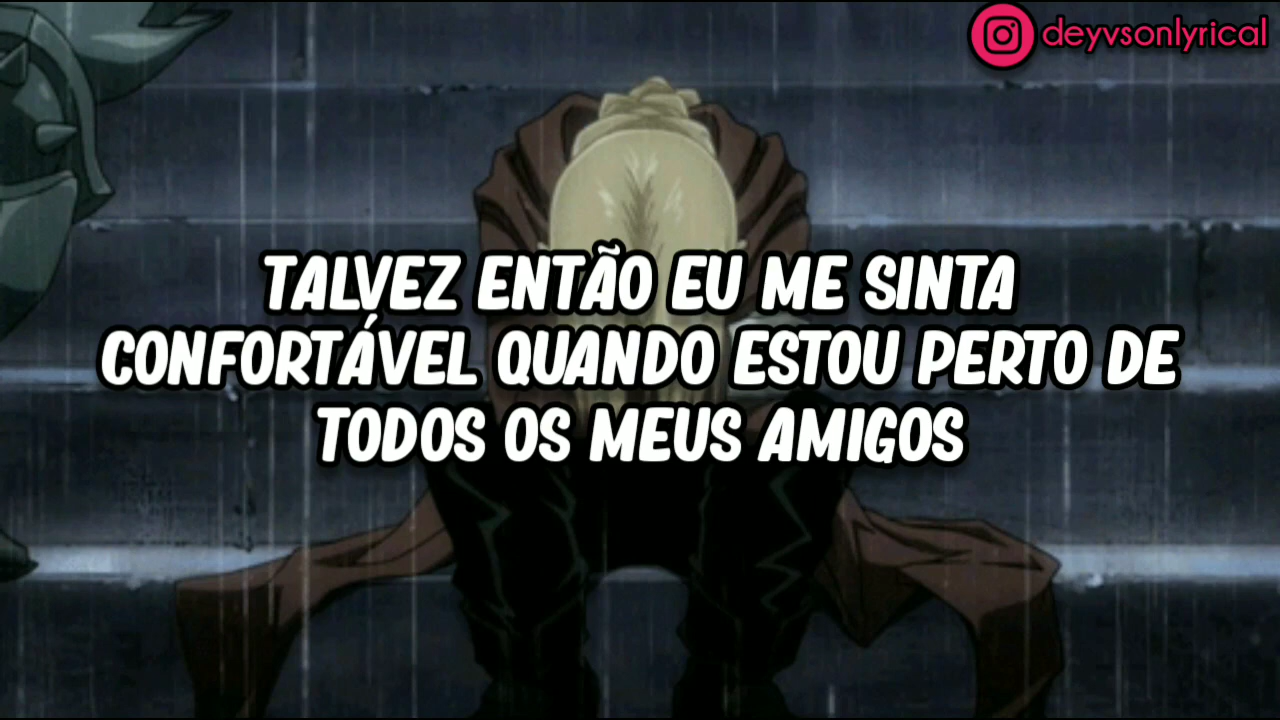 deyvsonlyrical
TALVEZ ENTÃO EU ME SINTA
CONFORTÁVEL QUANDO ESTOU PERTO DE
TODOS OS MEUS AMIGOS